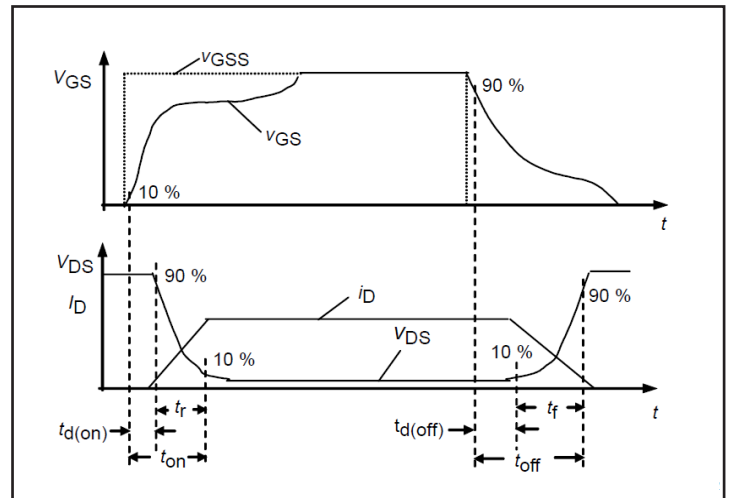 vGSS
VGS
90 %
vGS
10 %
t
VDS
90 %
iD
ID
90 %
VDS
10 %
10 %
tr
tf
t
td(on)
td(off)
ton
toff